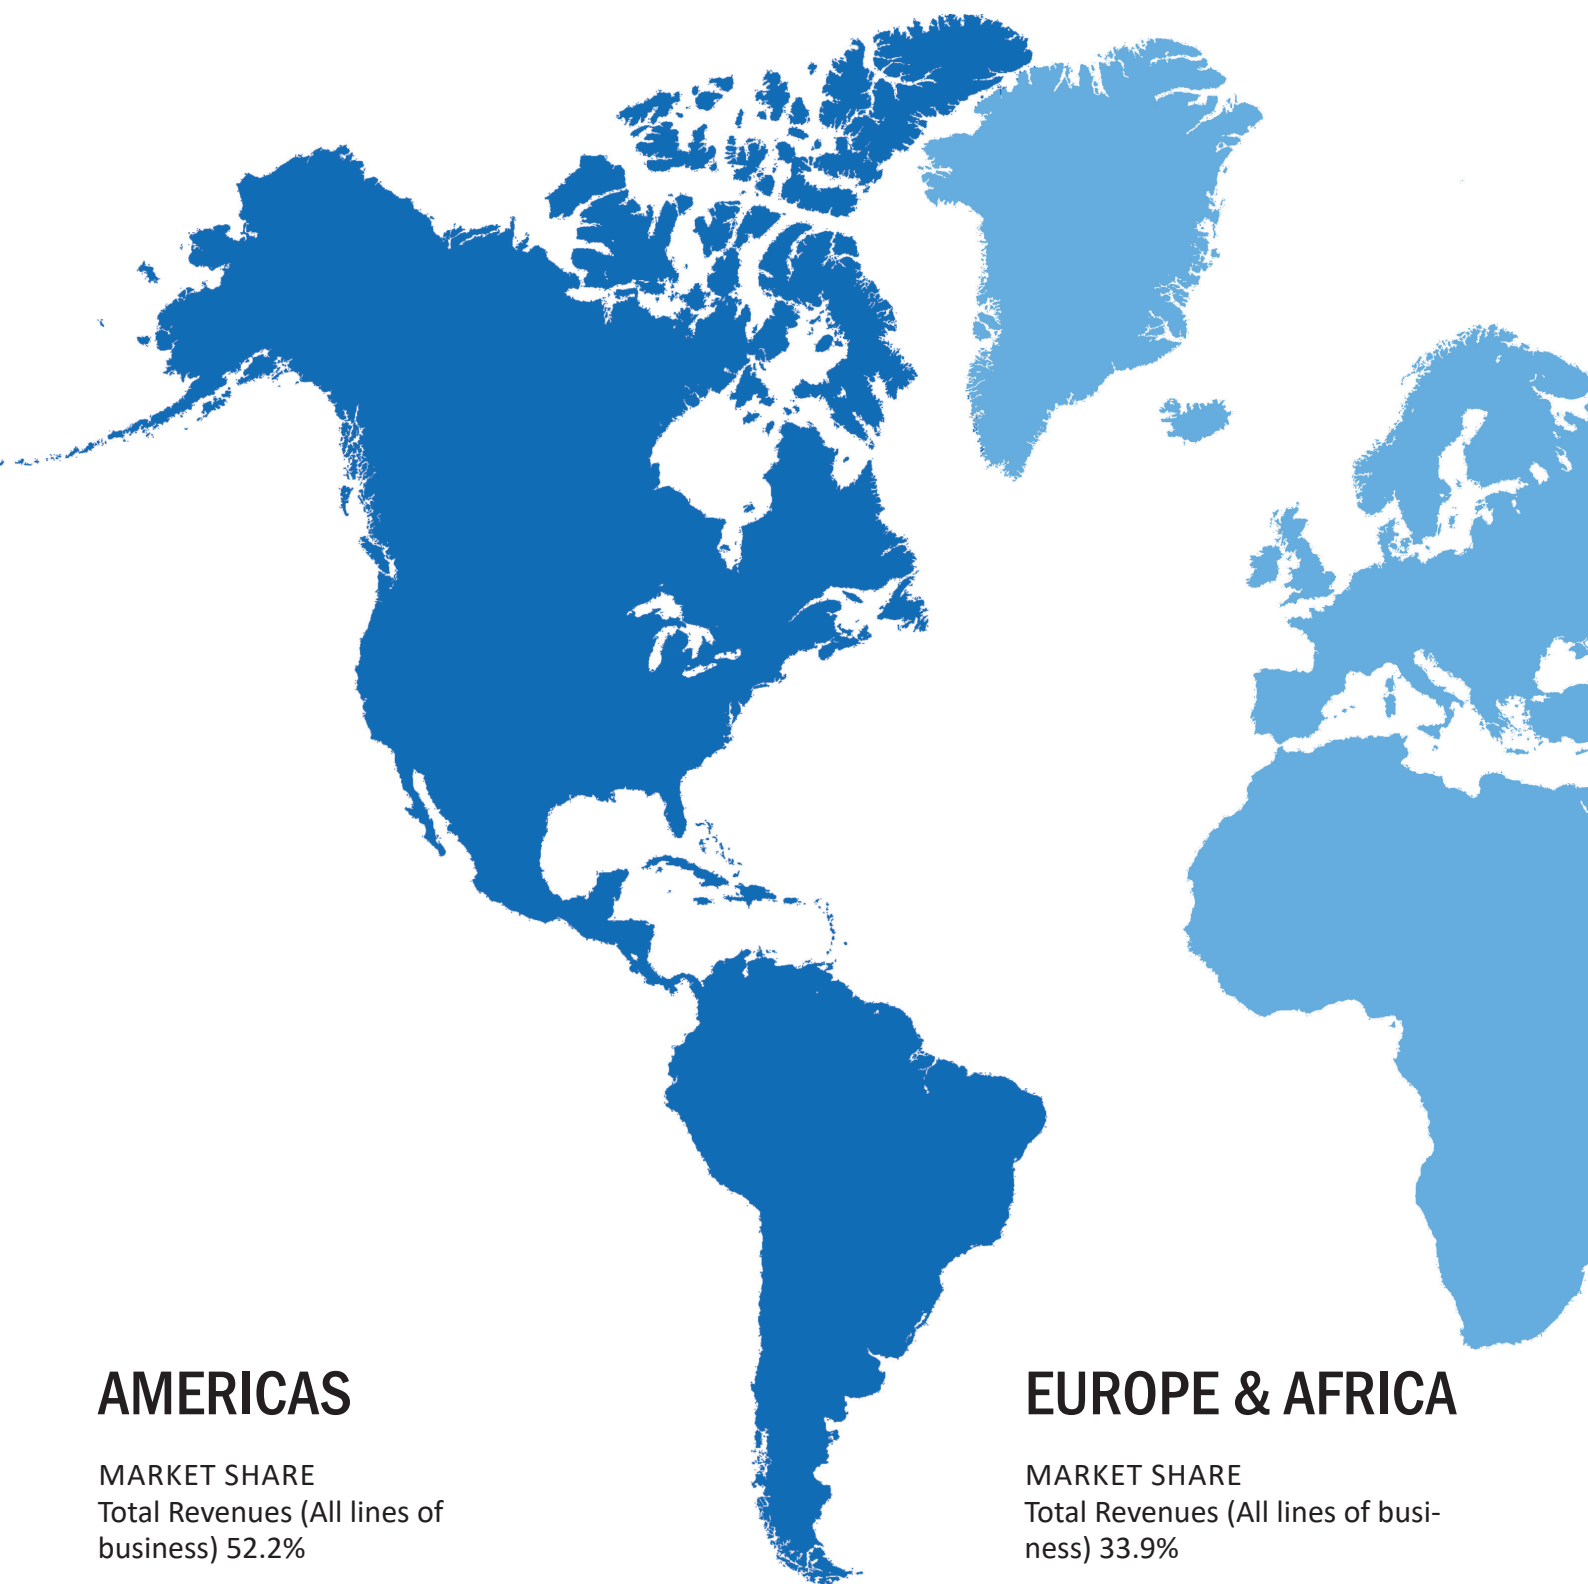 AMERICAS
MARKET SHARE
Total Revenues (All lines of
business) 52.2%
EUROPE & AFRICA
MARKET SHARE
Total Revenues (All lines of busi-
ness) 33.9%